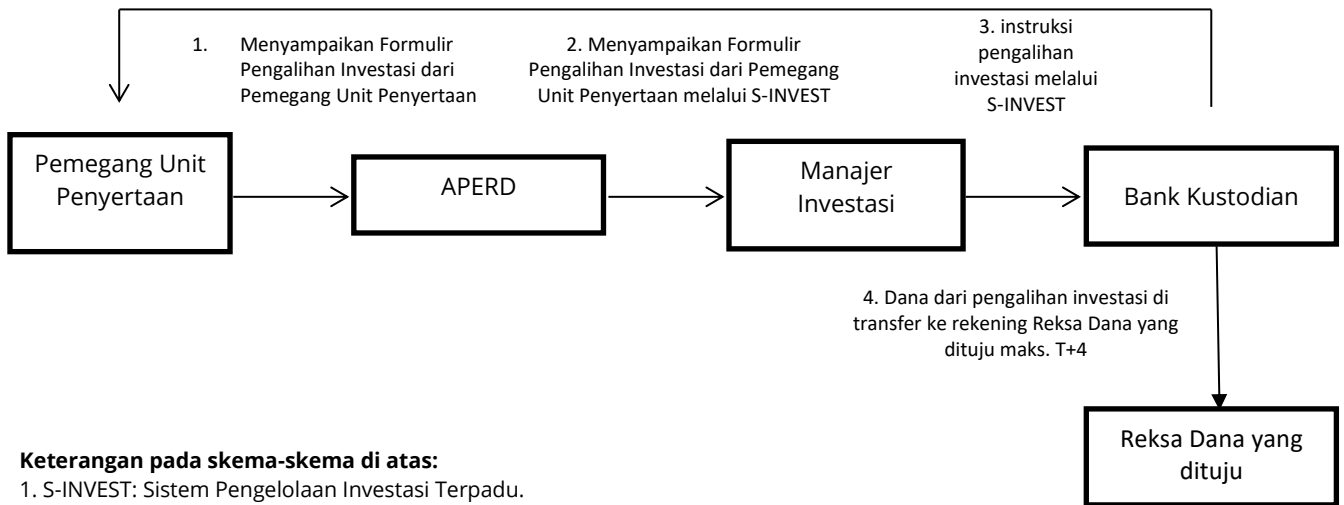 1. Menyampaikan Formulir
Pengalihan Investasi dari
Pemegang Unit Penyertaan
2. Menyampaikan Formulir
Pengalihan Investasi dari Pemegang
Unit Penyertaan melalui S-INVEST
3. instruksi
pengalihan
investasi melalui
S-INVEST
Pemegang Unit
Penyertaan
APERD
Manajer
Investasi
Bank Kustodian
4. Dana dari pengalihan investasi di
transfer ke rekening Reksa Dana yang
dituju maks. T+4
Reksa Dana yang
dituju
Keterangan pada skema-skema di atas:
1. S-INVEST: Sistem Pengelolaan Investasi Terpadu.